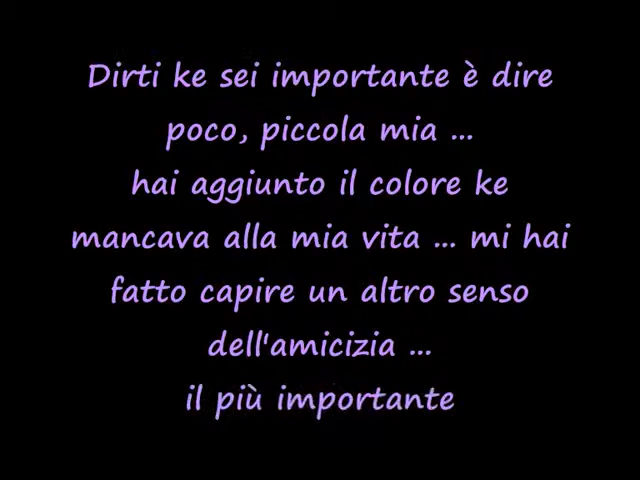 Dirti ke sei importante è dire
poco, piccola mia ...
hai aggiunto il colore ke
mancava alla mia vita ... mi hai
fatto capire un altro senso
dell'amicizia ...
il più importante